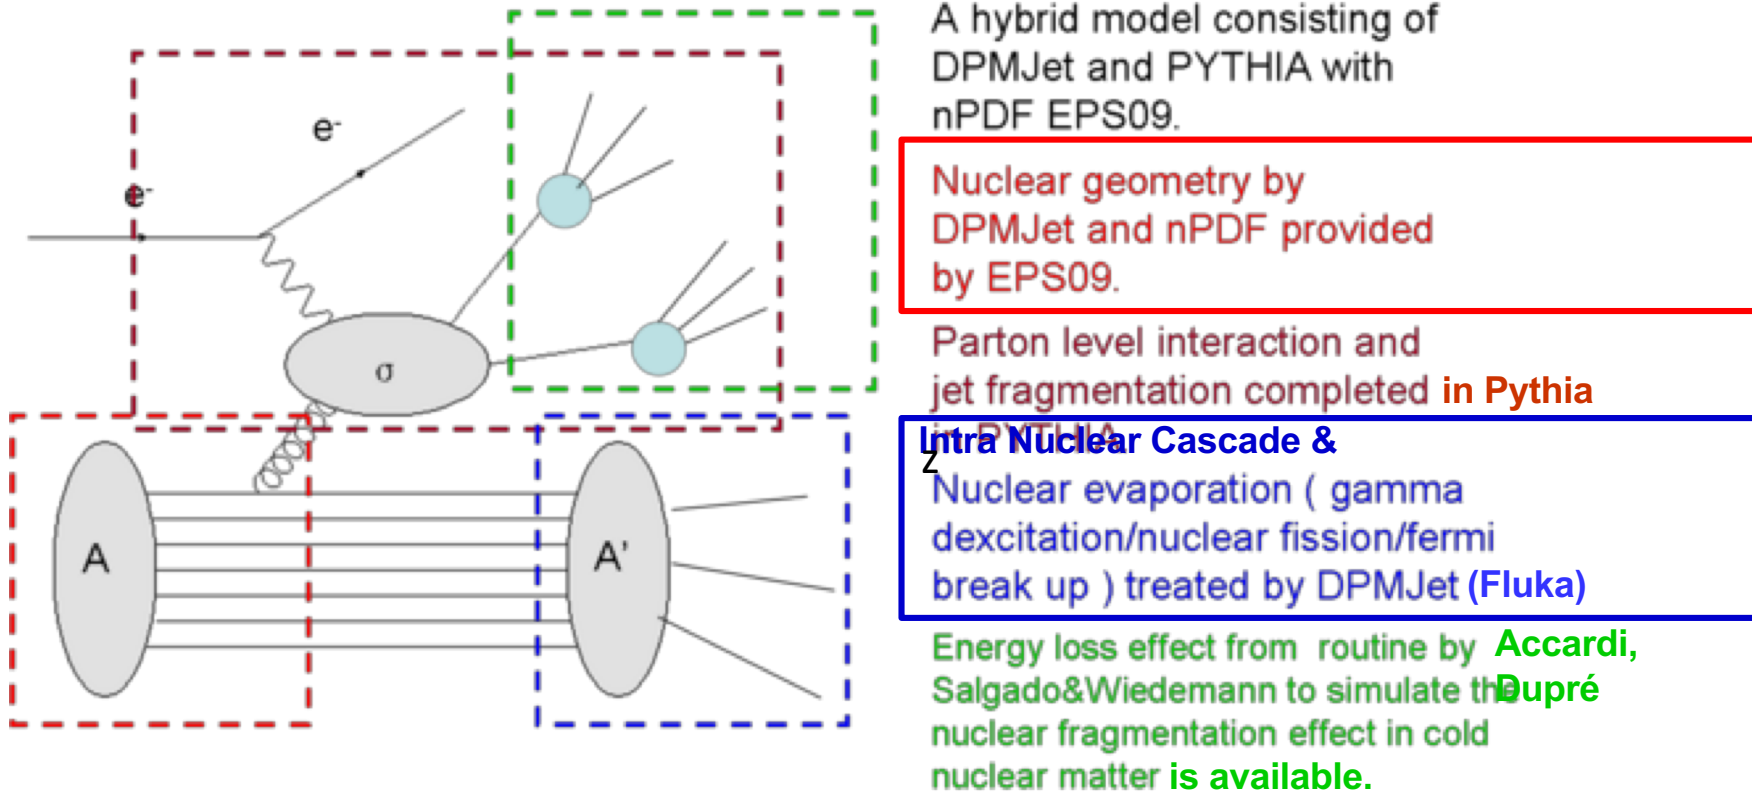 e-
e-
σ
A
A'
A hybrid model consisting of
DPMJet and PYTHIA with
nPDF EPS09.
Nuclear geometry by
DPMJet and nPDF provided
by EPS09.
Parton level interaction and
jet fragmentation completed in Pythia
in PYTHIA
Intra Nuclear Cascade &
z
Nuclear evaporation ( gamma
dexcitation/nuclear fission/fermi
break up ) treated by DPMJet (Fluka)
Energy loss effect from routine by Accardi,
Salgado&Wiedemann to simulate the Dupré
nuclear fragmentation effect in cold
nuclear matter is available.